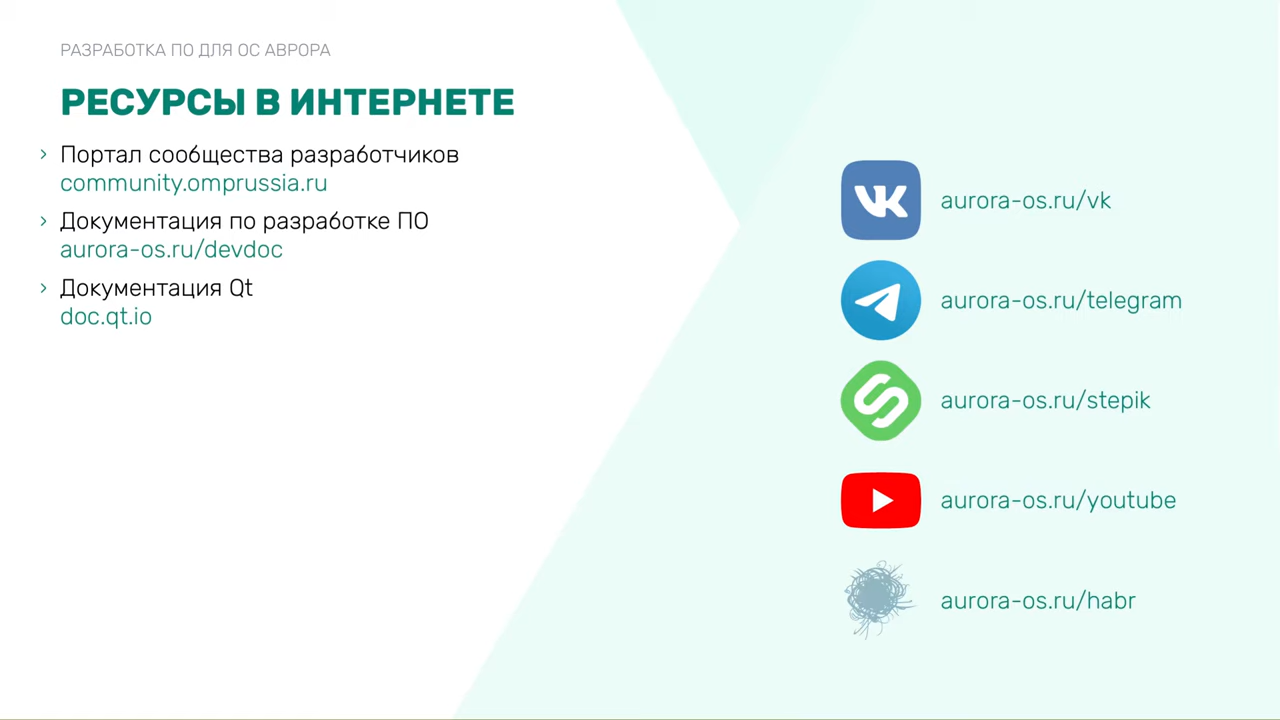 РАЗРАБОТКА ПО ДЛЯ ОС АВРОРА
РЕСУРСЫ В ИНТЕРНЕТЕ
› Портал сообщества разработчиков
community.omprussia.ru
› Документация по разработке ПО
aurora-os.ru/devdoc
› Документация Qt
doc.qt.io
aurora-os.ru/vk
aurora-os.ru/telegram
aurora-os.ru/stepik
aurora-os.ru/youtube
aurora-os.ru/habr